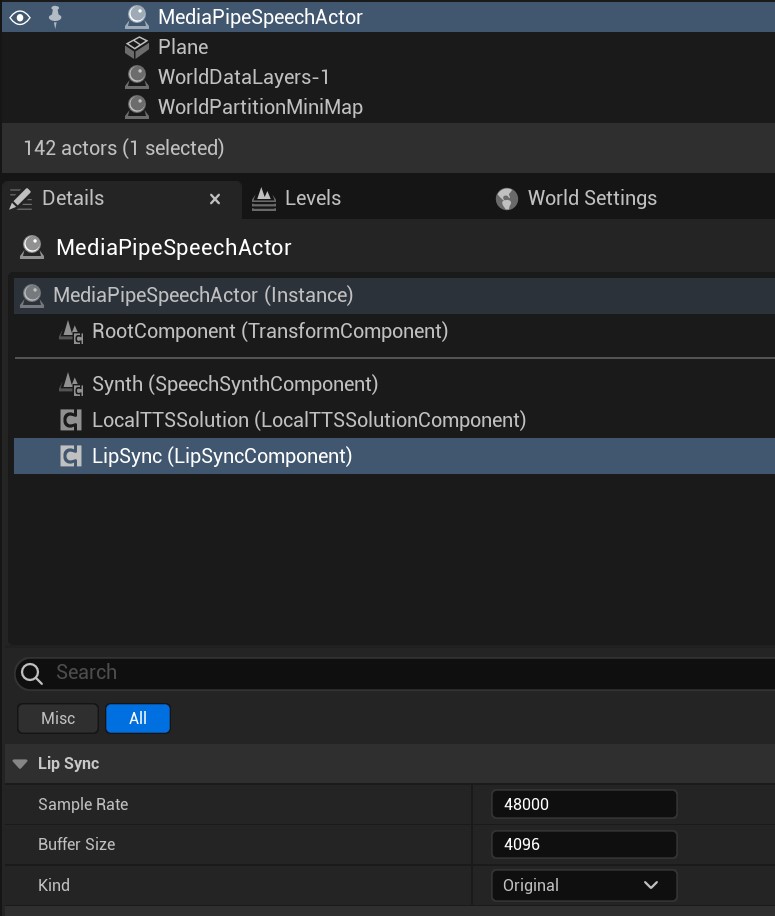 MediaPipeSpeechActor
Plane
WorldDataLayers-1
WorldPartitionMiniMap
142 actors (1 selected)
Details × Levels World Settings
MediaPipeSpeechActor
MediaPipeSpeechActor (Instance)
RootComponent (TransformComponent)
Synth (SpeechSynthComponent)
LocalTTSSolution (LocalTTSSolutionComponent)
LipSync (LipSyncComponent)
Search
Misc All
Lip Sync
Sample Rate 48000
Buffer Size 4096
Kind Original